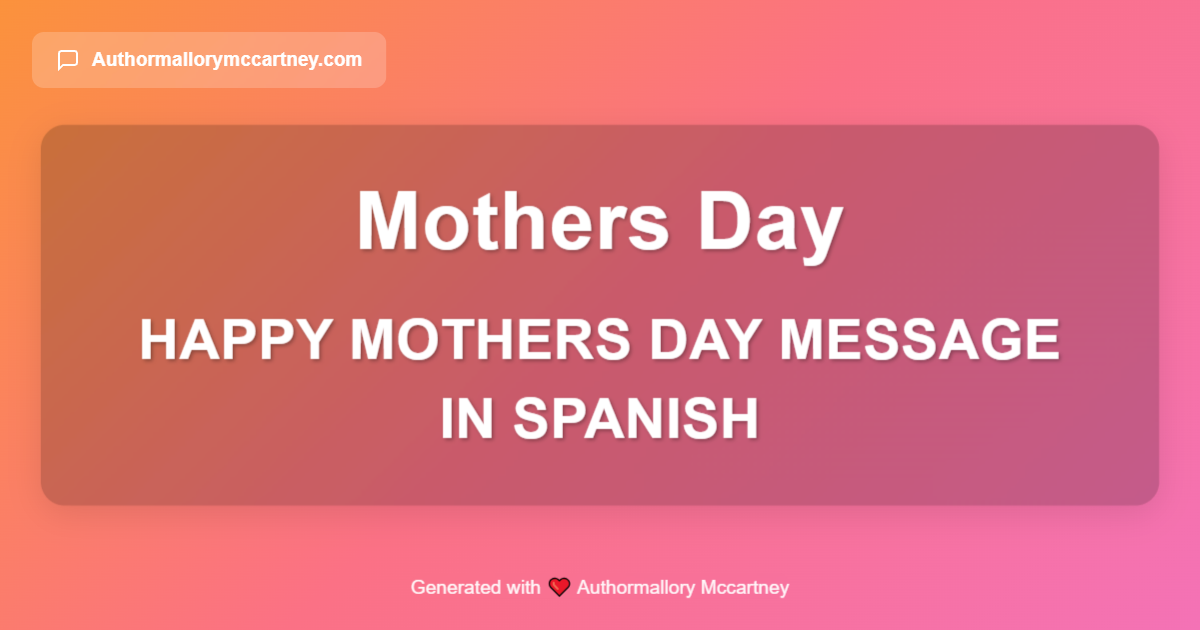 Authormallorymccartney.com
Mothers Day
HAPPY MOTHERS DAY MESSAGE
IN SPANISH
Generated with ❤ Authormallory Mccartney